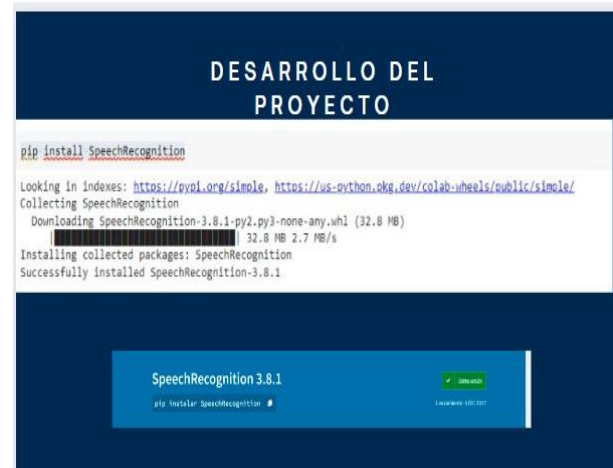 DESARROLLO DEL
PROYECTO
pip install SpeechRecognition
Looking in indexes: https://pypi.org/simple, https://us-python.pkg.dev/colab-wheels/public/simple/
Collecting SpeechRecognition
Downloading SpeechRecognition-3.8.1-py2.py3-none-any.whl (32.8 MB)
32.8 MB 2.7 MB/s
Installing collected packages: SpeechRecognition
Successfully installed SpeechRecognition-3.8.1
SpeechRecognition 3.8.1
pip instalar SpeechRecognition